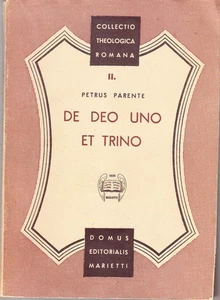 COLLECTIO
THEOLOGICA
ROMANA
II.
PETRUS PARENTE
DE DEO UNO
ET TRINO
DOMUS
EDITORIALIS
MARIETTI